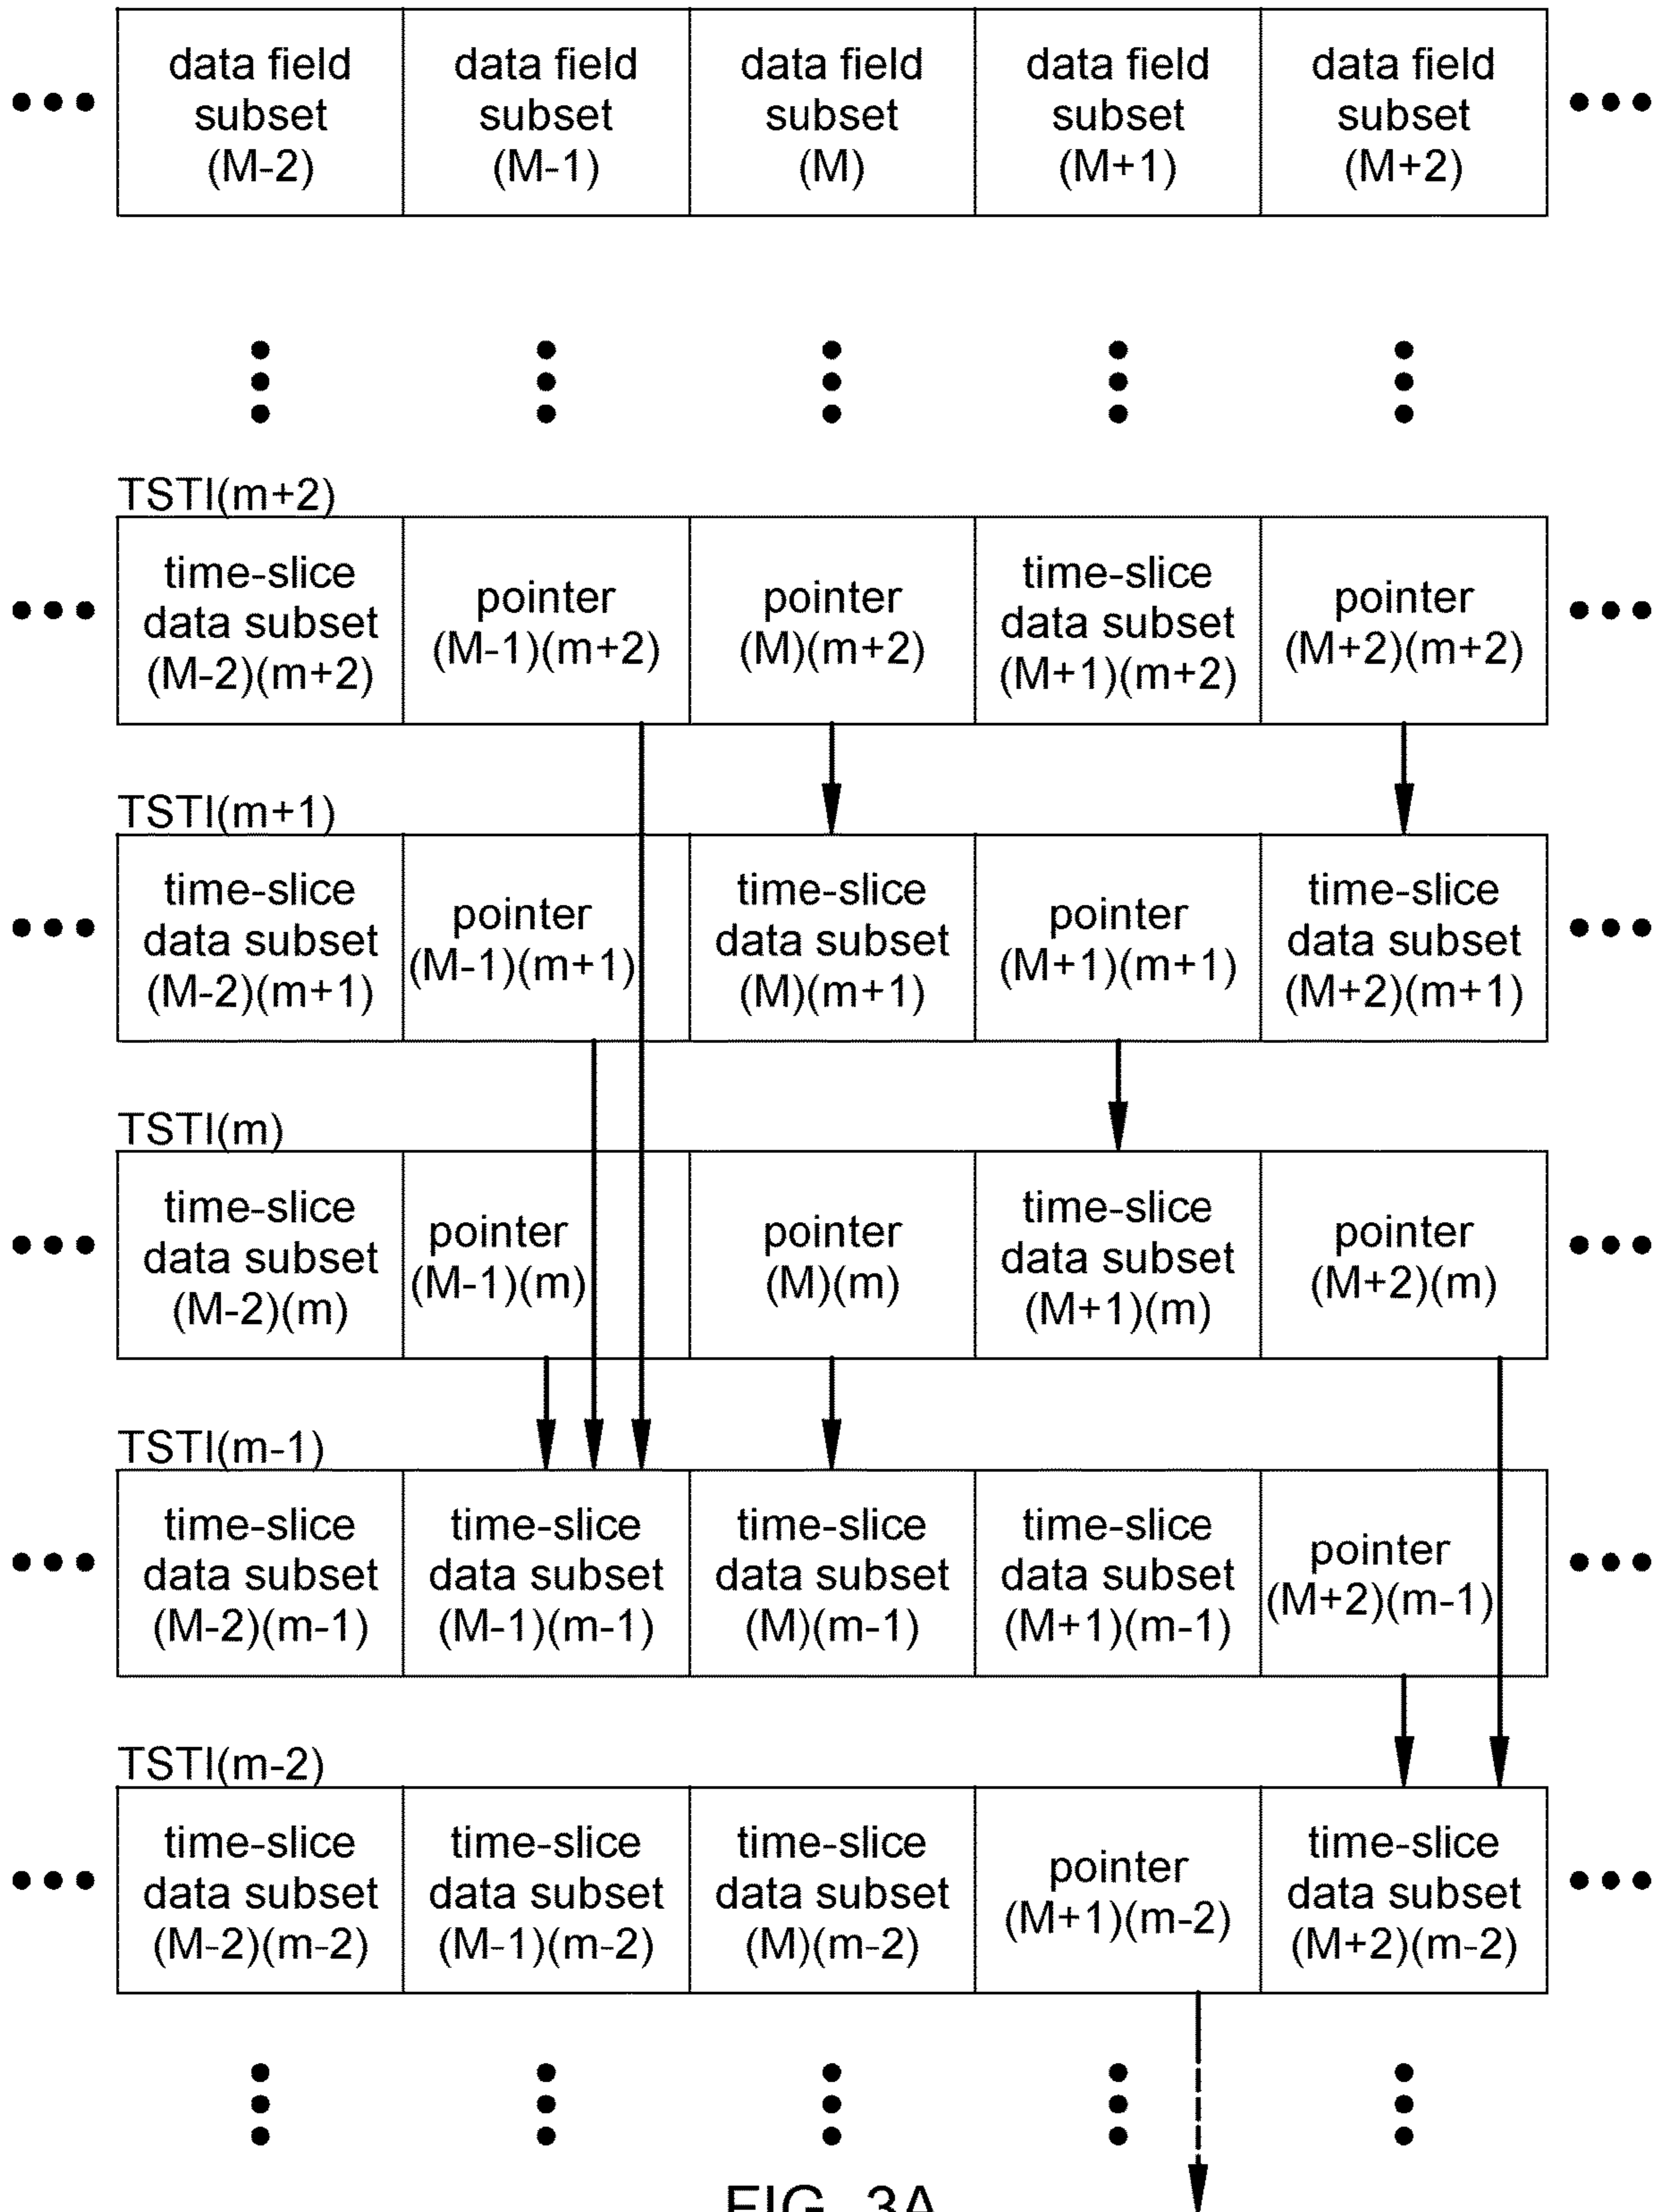 data field data field data field data field data field
subset subset subset subset subset
(M-2) (M-1) (M) (M+1) (M+2)
TSTI(m+2)
time-slice
data subset
(M-2)(m+2)
pointer
(M-1)(m+2)
pointer
(M)(m+2)
time-slice
data subset
(M+1)(m+2)
pointer
(M+2)(m+2)
TSTI(m+1)
time-slice
data subset
(M-2)(m+1)
pointer
(M-1)(m+1)
time-slice
data subset
(M)(m+1)
pointer
(M+1)(m+1)
time-slice
data subset
(M+2)(m+1)
TSTI(m)
time-slice
data subset
(M-2)(m)
pointer
(M-1)(m)
pointer
(M)(m)
time-slice
data subset
(M+1)(m)
pointer
(M+2)(m)
TSTI(m-1)
time-slice
data subset
(M-2)(m-1)
time-slice
data subset
(M-1)(m-1)
time-slice
data subset
(M)(m-1)
time-slice
data subset
(M+1)(m-1)
pointer
(M+2)(m-1)
TSTI(m-2)
time-slice
data subset
(M-2)(m-2)
time-slice
data subset
(M-1)(m-2)
time-slice
data subset
(M)(m-2)
pointer
(M+1)(m-2)
time-slice
data subset
(M+2)(m-2)
FIG. 3A